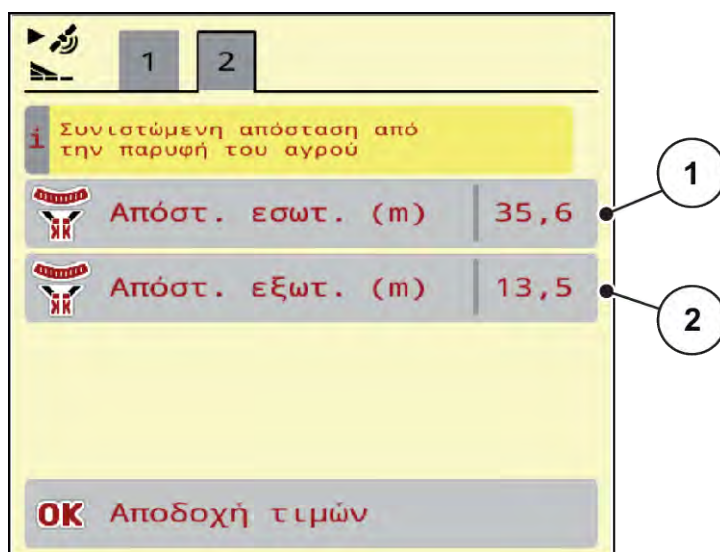 1 2
i Συνιστώμενη απόσταση από
την παρυφή του αγρού
Απόστ. εσωτ. (m) 35,6
1
Απόστ. εξωτ. (m) 13,5
2
OK Αποδοχή τιμών